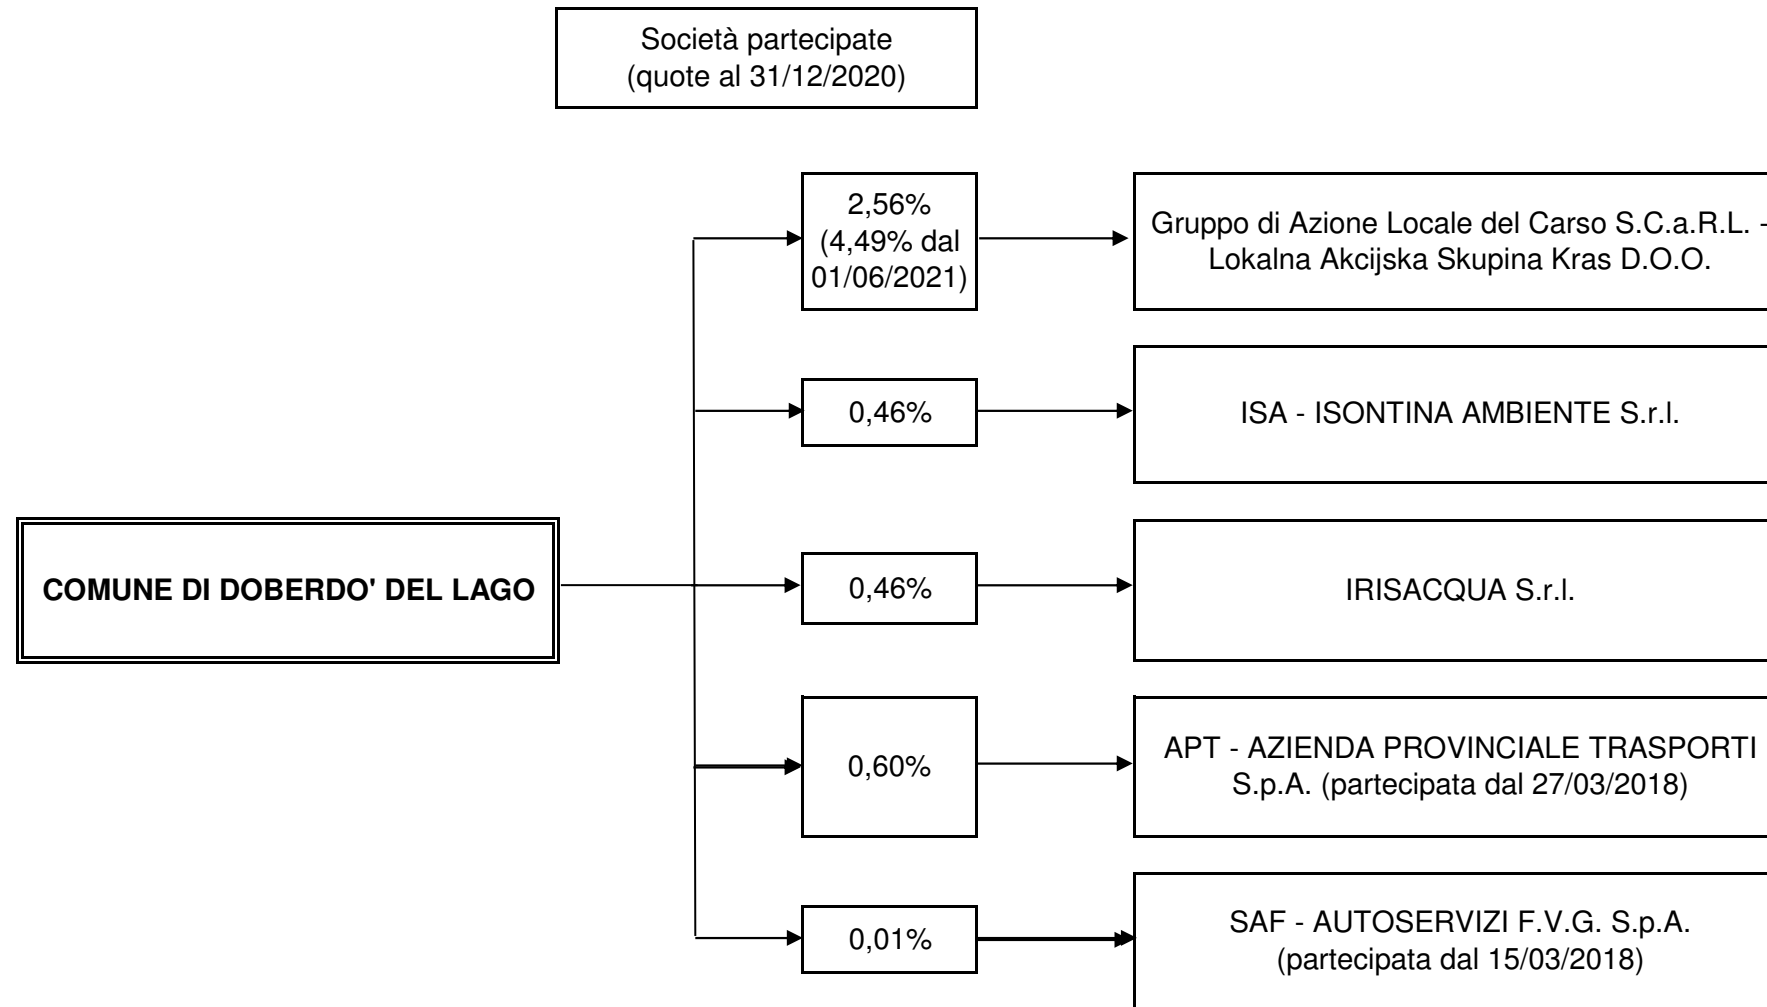 Società partecipate
(quote al 31/12/2020)
2,56%
(4,49% dal
01/06/2021)
Gruppo di Azione Locale del Carso S.C.a.R.L. -
Lokalna Akcijska Skupina Kras D.O.O.
0,46%
ISA - ISONTINA AMBIENTE S.r.l.
COMUNE DI DOBERDO' DEL LAGO
0,46%
IRISACQUA S.r.l.
0,60%
APT - AZIENDA PROVINCIALE TRASPORTI
S.p.A. (partecipata dal 27/03/2018)
0,01%
SAF - AUTOSERVIZI F.V.G. S.p.A.
(partecipata dal 15/03/2018)